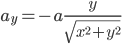 a_y = -a \frac{y}{\sqrt{x^2+y^2}}